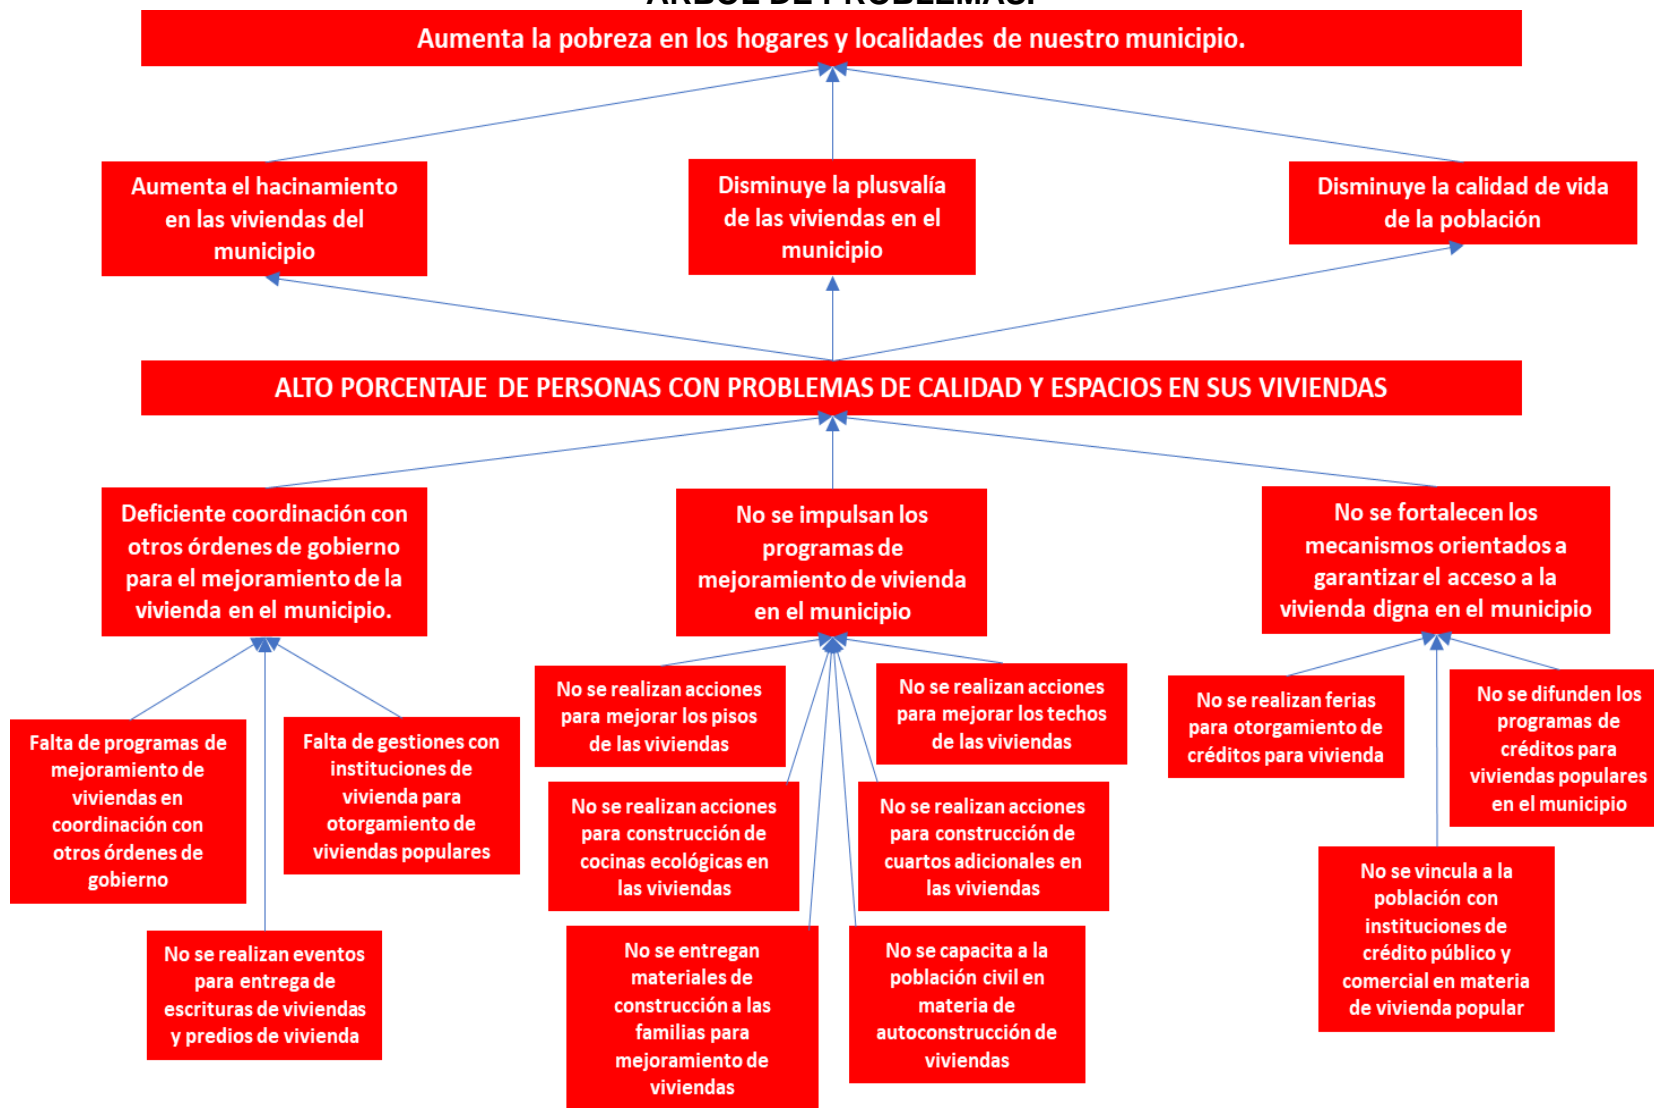 ÁRBOL DE PROBLEMAS.
Aumenta la pobreza en los hogares y localidades de nuestro municipio.
Aumenta el hacinamiento
en las viviendas del
municipio
Disminuye la plusvalía
de las viviendas en el
municipio
Disminuye la calidad de vida
de la población
ALTO PORCENTAJE DE PERSONAS CON PROBLEMAS DE CALIDAD Y ESPACIOS EN SUS VIVIENDAS
Deficiente coordinación con
otros órdenes de gobierno
para el mejoramiento de la
vivienda en el municipio.
No se impulsan los
programas de
mejoramiento de vivienda
en el municipio
No se fortalecen los
mecanismos orientados a
garantizar el acceso a la
vivienda digna en el municipio
Falta de programas de
mejoramiento de
viviendas en
coordinación con
otros órdenes de
gobierno
Falta de gestiones con
instituciones de
vivienda para
otorgamiento de
viviendas populares
No se realizan eventos
para entrega de
escrituras de viviendas
y predios de vivienda
No se realizan acciones
para mejorar los pisos
de las viviendas
No se realizan acciones
para mejorar los techos
de las viviendas
No se realizan acciones
para construcción de
cocinas ecológicas en
las viviendas
No se realizan acciones
para construcción de
cuartos adicionales en
las viviendas
No se entregan
materiales de
construcción a las
familias para
mejoramiento de
viviendas
No se capacita a la
población civil en
materia de
autoconstrucción de
viviendas
No se realizan ferias
para otorgamiento de
créditos para vivienda
No se difunden los
programas de
créditos para
viviendas populares
en el municipio
No se vincula a la
población con
instituciones de
crédito público y
comercial en materia
de vivienda popular